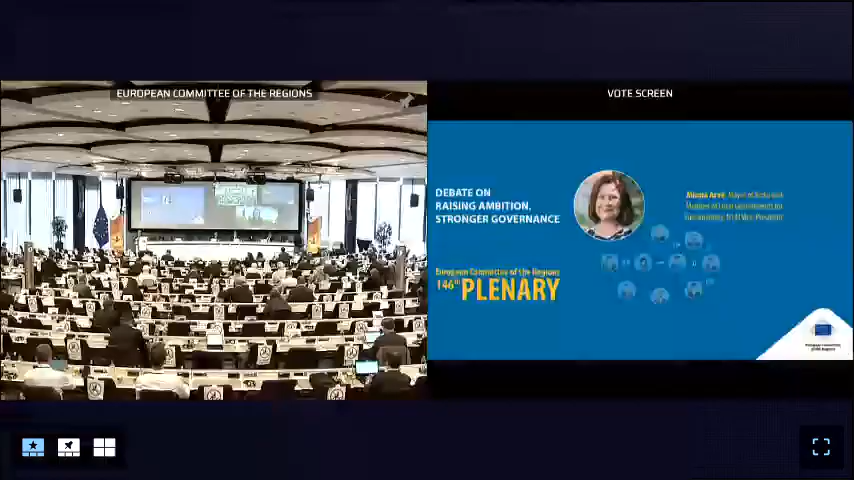 EUROPEAN COMMITTEE OF THE REGIONS
VOTE SCREEN
DEBATE ON
RAISING AMBITION,
STRONGER GOVERNANCE
European Committee of the Regions
146th PLENARY